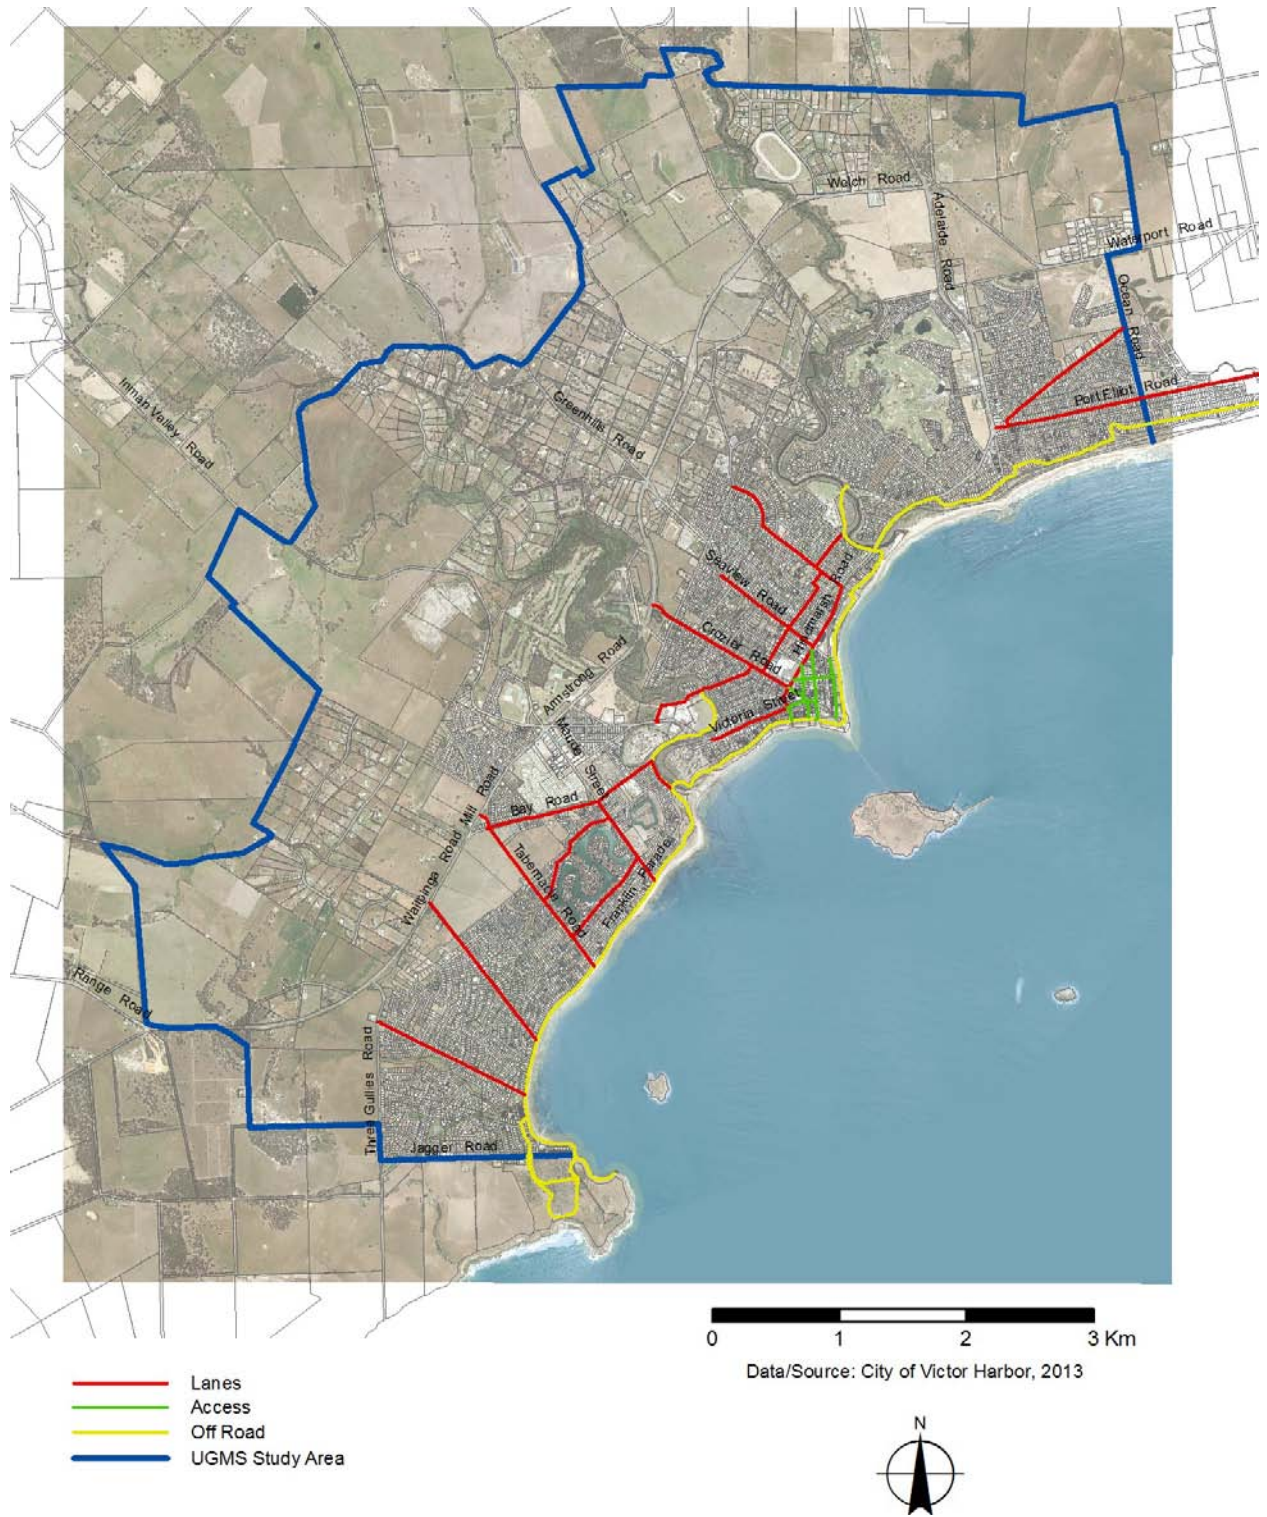 Welch Road
Adelaide Road
Waterport Road
Ocean Road
Port Elliot Road
Inman Valley Road
Greenhills Road
Seaview Road
Hindmarsh Road
Crozier Road
Armstrong Road
Victoria Street
Maude Street
Mill Road
Bay Road
Tabernacle Road
Franklin Parade
Waitpinga Road
Range Road
Three Gullies Road
Jagger Road
0 1 2 3 Km
Data/Source: City of Victor Harbor, 2013
Lanes
Access
Off Road
UGMS Study Area
N